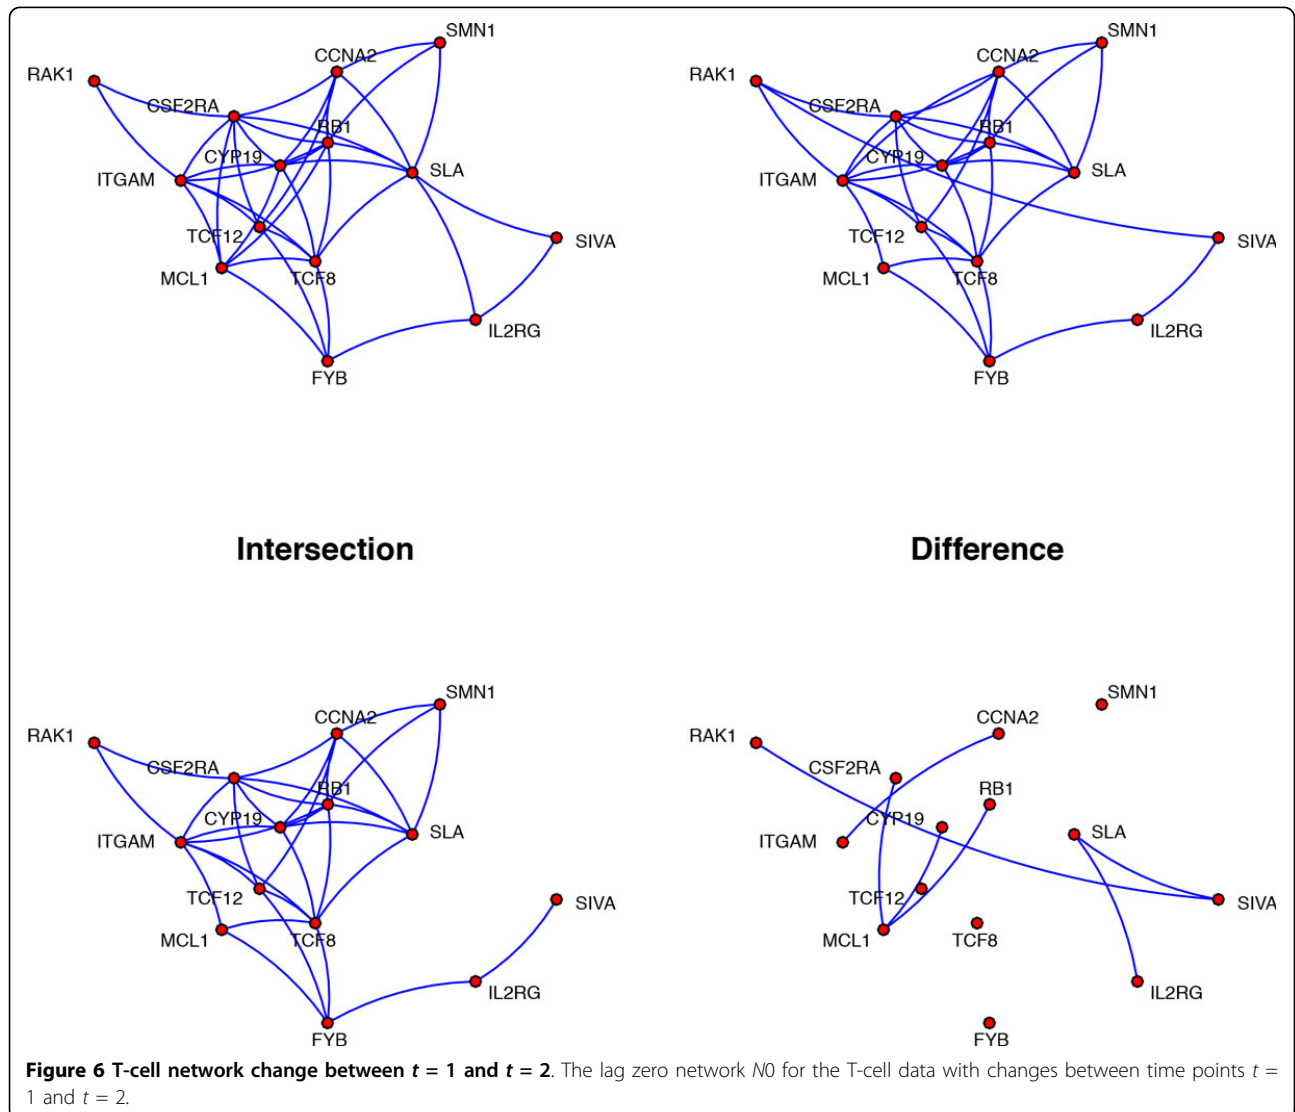 SMN1
CCNA2
RAK1
CSF2RA
RB1
CYP19
ITGAM
SLA
TCF12
SIVA
MCL1
TCF8
IL2RG
FYB
SMN1
CCNA2
RAK1
CSF2RA
RB1
CYP19
ITGAM
SLA
TCF12
SIVA
MCL1
TCF8
IL2RG
FYB
Intersection
Difference
SMN1
CCNA2
RAK1
CSF2RA
RB1
CYP19
ITGAM
SLA
TCF12
SIVA
MCL1
TCF8
IL2RG
FYB
SMN1
CCNA2
RAK1
CSF2RA
RB1
CYP19
ITGAM
SLA
TCF12
SIVA
MCL1
TCF8
IL2RG
FYB
Figure 6 T-cell network change between t = 1 and t = 2. The lag zero network N0 for the T-cell data with changes between time points t =
1 and t = 2.